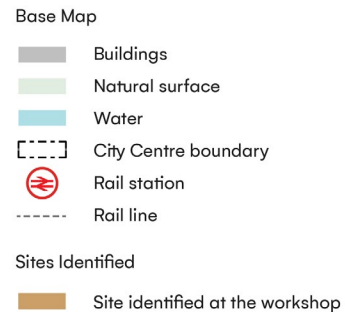 Base Map
Buildings
Natural surface
Water
City Centre boundary
Rail station
Rail line
Sites Identified
Site identified at the workshop